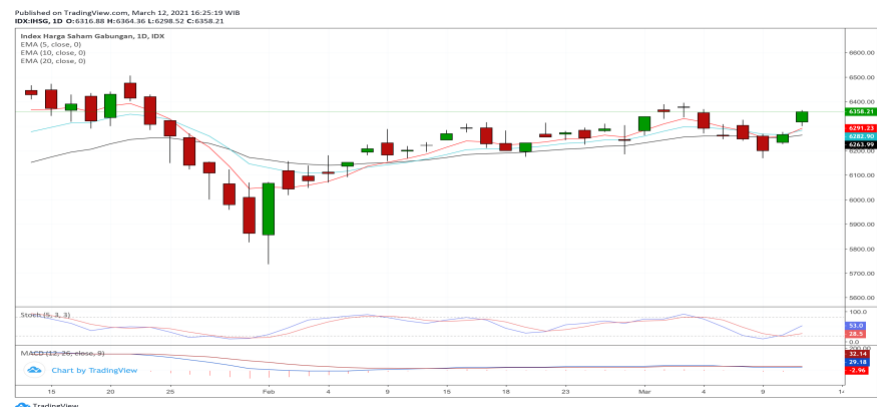 Published on TradingView.com, March 12, 2021 16:25:19 WIB
IDX:IHSG, 1D O:6316.88 H:6364.36 L:6298.52 C:6358.21
Index Harga Saham Gabungan, 1D, IDX
EMA (5, close, 0)
EMA (10, close, 0)
EMA (20, close, 0)
6600.00
6500.00
6400.00
6358.21
6291.23
6282.90
6263.99
6200.00
6100.00
6000.00
5900.00
5800.00
5700.00
5600.00
Stoch (5, 3, 3)
100.0
53.0
28.5
0.0
MACD (12, 26, close, 9)
200.00
32.14
29.18
-2.96
Chart by TradingView
15 20 25 Feb 4 9 15 18 23 Mar 4 9 14
TradingView